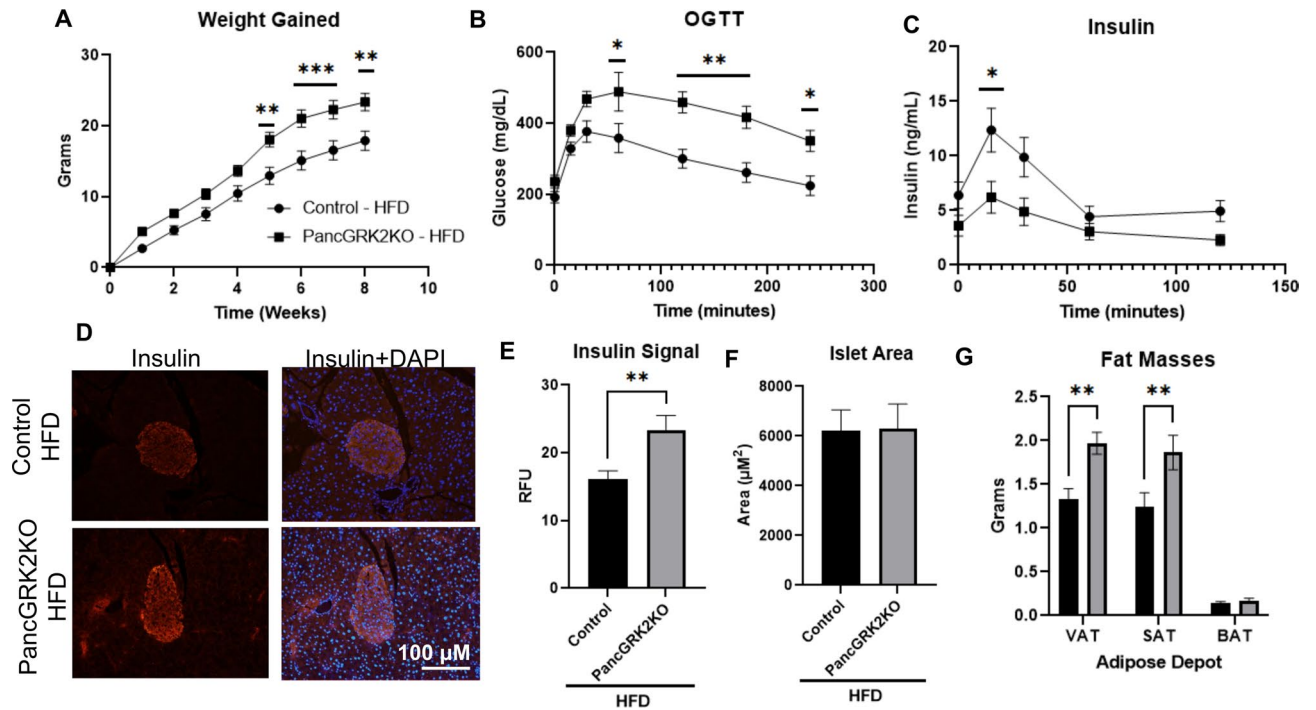 A
Weight Gained
Grams
30
20
10
0
**
***
**
Control - HFD
PancGRK2KO - HFD
0
2
4
6
8
10
Time (Weeks)
B
OGTT
Glucose (mg/dL)
600
400
200
0
*
**
*
0
100
200
300
Time (minutes)
C
Insulin
Insulin (ng/mL)
20
15
10
5
0
*
0
50
100
150
Time (minutes)
D
Insulin
Insulin+DAPI
Control
HFD
PancGRK2KO
HFD
100 µM
E
Insulin Signal
RFU
30
20
10
0
**
Control
PancGRK2KO
HFD
F
Islet Area
Area (µM²)
8000
6000
4000
2000
0
Control
PancGRK2KO
HFD
G
Fat Masses
Grams
2.5
2.0
1.5
1.0
0.5
0.0
**
**
VAT
SAT
BAT
Adipose Depot